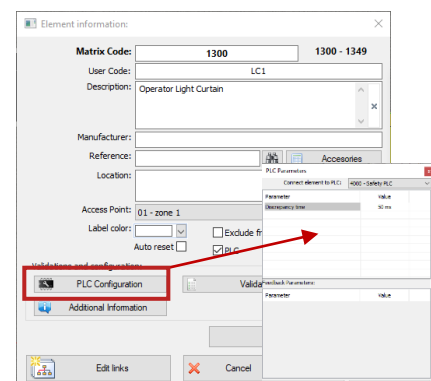 Element information:
Matrix Code: 1300 1300 - 1349
User Code: LC1
Description: Operator Light Curtain
Manufacturer:
Reference: Accesories
Location:
Access Point: 01 - zone 1
Label color: Exclude fr
Auto reset PLC
Validations and configuration:
PLC Configuration Valida
Additional Information
Edit links Cancel
PLC Parameters
Connect element to PLC: 4000 - Safety PLC
Parameter Value
Discrepancy time 50 ms
Feedback Parameters:
Parameter Value